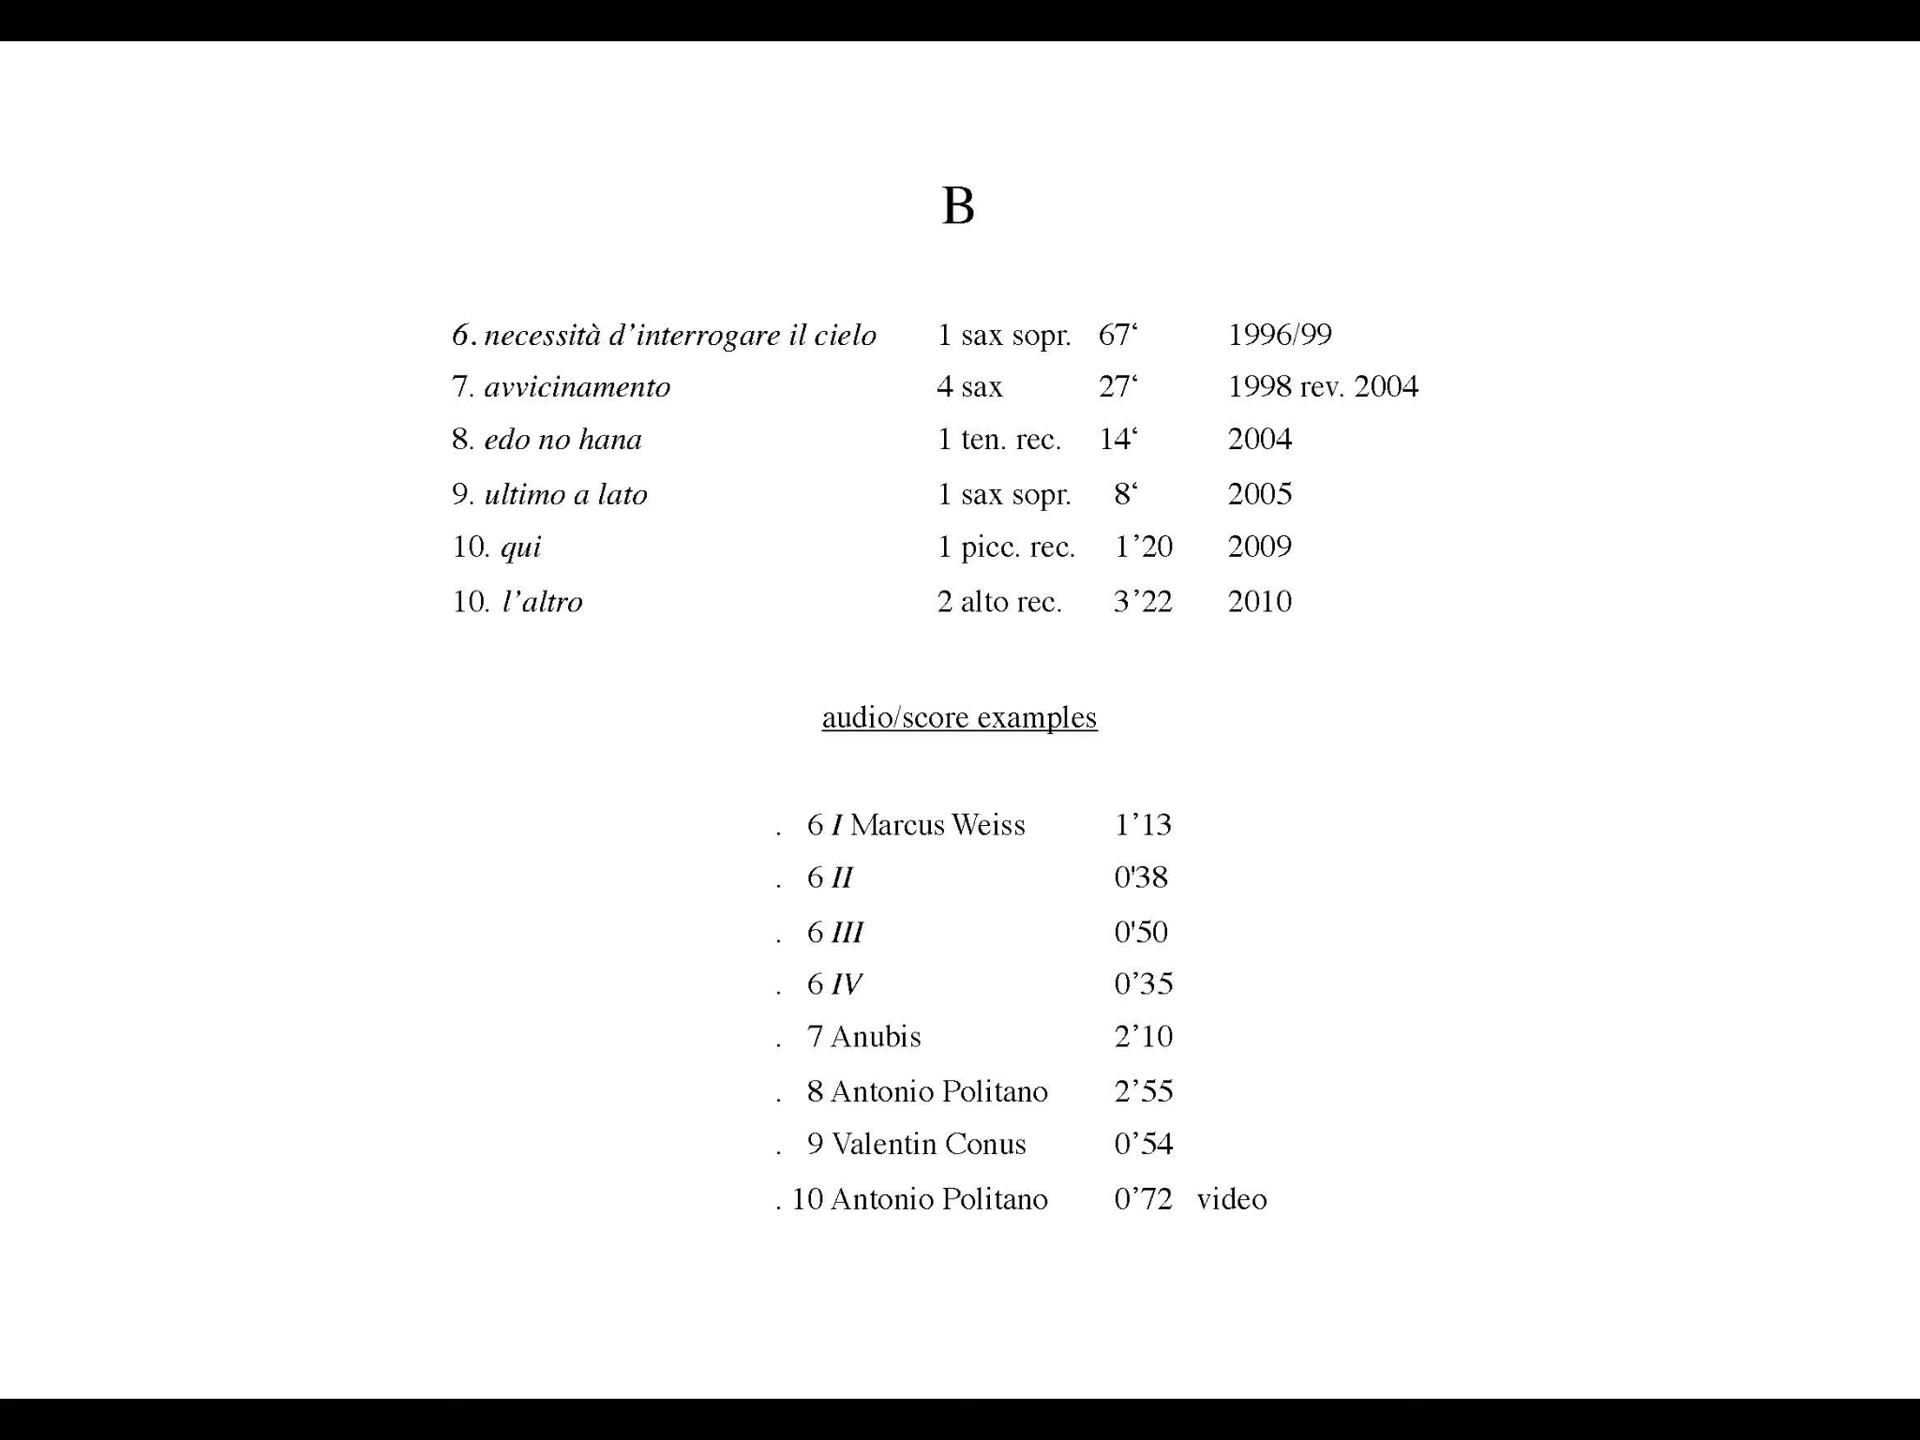 B
6. necessità d’interrogare il cielo 1 sax sopr. 67‘ 1996/99
7. avvicinamento 4 sax 27‘ 1998 rev. 2004
8. edo no hana 1 ten. rec. 14‘ 2004
9. ultimo a lato 1 sax sopr. 8‘ 2005
10. qui 1 picc. rec. 1’20 2009
10. l’altro 2 alto rec. 3’22 2010
audio/score examples
. 6 I Marcus Weiss 1’13
. 6 II 0'38
. 6 III 0'50
. 6 IV 0’35
. 7 Anubis 2’10
. 8 Antonio Politano 2’55
. 9 Valentin Conus 0’54
. 10 Antonio Politano 0’72 video